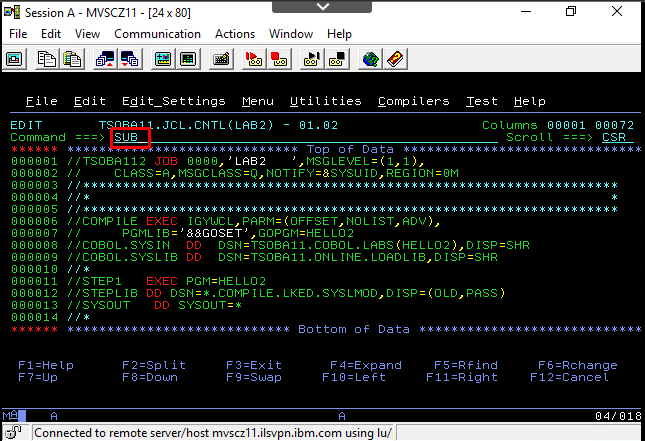 Session A - MVSCZ11 - [24 x 80]
File Edit View Communication Actions Window Help
File Edit Edit_Settings Menu Utilities Compilers Test Help
EDIT TSOBA11.JCL.CNTL(LAB2) - 01.02 Columns 00001 00072
Command ===> SUB Scroll ===> CSR
****** ***************************** Top of Data ******************************
000001 //TSOBA112 JOB 0000,'LAB2   ',MSGLEVEL=(1,1),
000002 //    CLASS=A,MSGCLASS=Q,NOTIFY=&SYSUID,REGION=0M
000003 //*********************************************************************
000004 //*                                                                   *
000005 //*********************************************************************
000006 //COMPILE EXEC IGYWCL,PARM=(OFFSET,NOLIST,ADV),
000007 //     PGMLIB='&&GOSET',GOPGM=HELLO2
000008 //COBOL.SYSIN  DD  DSN=TSOBA11.COBOL.LABS(HELLO2),DISP=SHR
000009 //COBOL.SYSLIB DD  DSN=TSOBA11.ONLINE.LOADLIB,DISP=SHR
000010 //*
000011 //STEP1   EXEC PGM=HELLO2
000012 //STEPLIB DD DSN=*.COMPILE.LKED.SYSLMOD,DISP=(OLD,PASS)
000013 //SYSOUT   DD SYSOUT=*
000014 //*
****** **************************** Bottom of Data ****************************
F1=Help F2=Split F3=Exit F4=Expand F5=Rfind F6=Rchange
F7=Up F8=Down F9=Swap F10=Left F11=Right F12=Cancel
MA A A 04/018
Connected to remote server/host mvscz11.ilsvpn.ibm.com using lu/